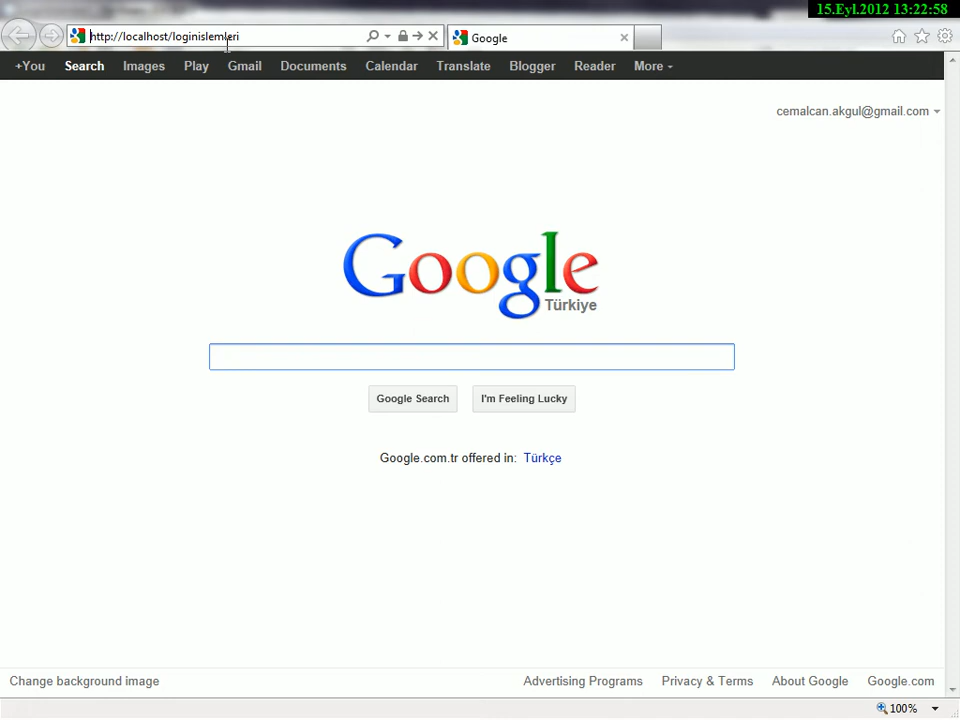 15.Eyl.2012 13:22:58
http://localhost/loginislemleri
Google
+You Search Images Play Gmail Documents Calendar Translate Blogger Reader More
cemalcan.akgul@gmail.com
Google
Türkiye
Google Search I'm Feeling Lucky
Google.com.tr offered in: Türkçe
Change background image Advertising Programs Privacy & Terms About Google Google.com
100%